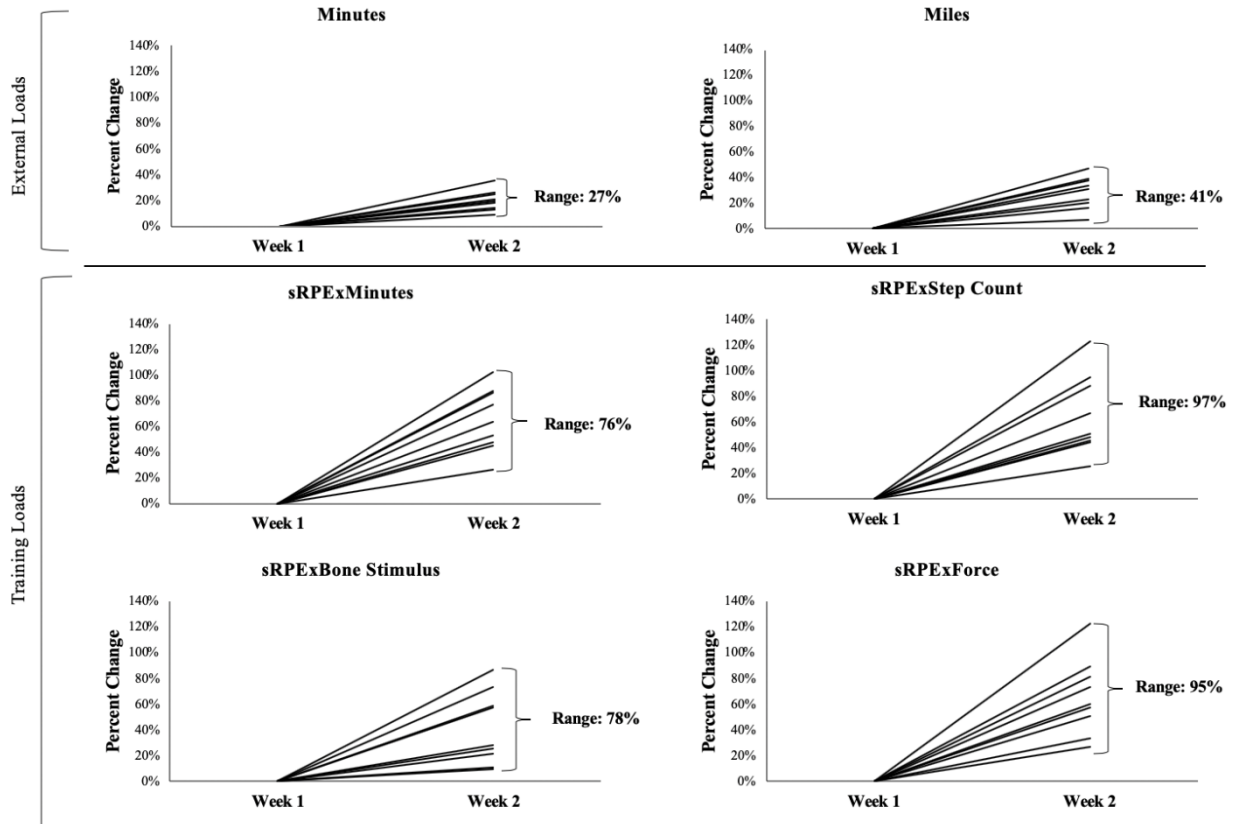 External Loads
Minutes
Percent Change
140%
120%
100%
80%
60%
40%
20%
0%
Week 1
Week 2
Range: 27%
Miles
Percent Change
140%
120%
100%
80%
60%
40%
20%
0%
Week 1
Week 2
Range: 41%
Training Loads
sRPExMinutes
Percent Change
140%
120%
100%
80%
60%
40%
20%
0%
Week 1
Week 2
Range: 76%
sRPExStep Count
Percent Change
140%
120%
100%
80%
60%
40%
20%
0%
Week 1
Week 2
Range: 97%
sRPExBone Stimulus
Percent Change
140%
120%
100%
80%
60%
40%
20%
0%
Week 1
Week 2
Range: 78%
sRPExForce
Percent Change
140%
120%
100%
80%
60%
40%
20%
0%
Week 1
Week 2
Range: 95%